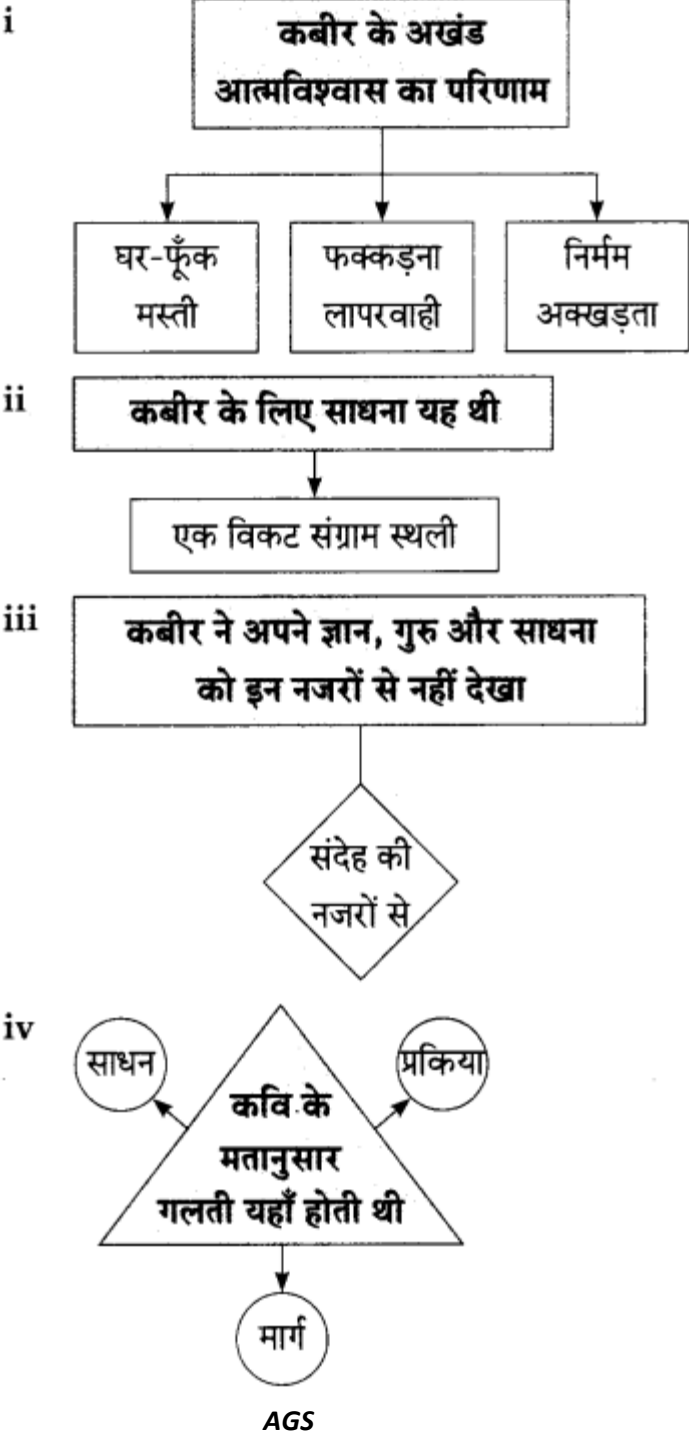 i
कबीर के अखंड
आत्मविश्वास का परिणाम
घर-फूँक
मस्ती
फक्कड़ना
लापरवाही
निर्मम
अक्खड़ता
ii
कबीर के लिए साधना यह थी
एक विकट संग्राम स्थली
iii
कबीर ने अपने ज्ञान, गुरु और साधना
को इन नजरों से नहीं देखा
संदेह की
नजरों से
iv
साधन
प्रकिया
कवि के
मतानुसार
गलती यहाँ होती थी
मार्ग
AGS